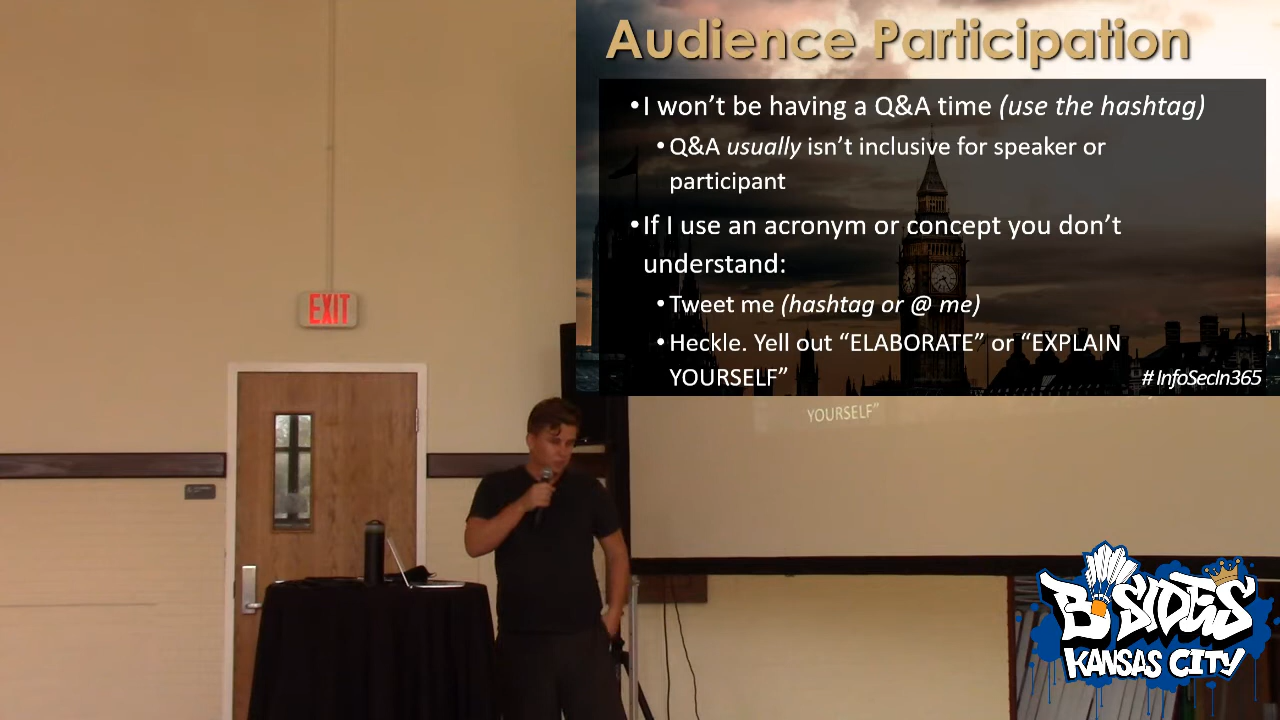 Audience Participation
•I won't be having a Q&A time (use the hashtag)
•Q&A usually isn't inclusive for speaker or
participant
•If I use an acronym or concept you don't
understand:
•Tweet me (hashtag or @ me)
•Heckle. Yell out “ELABORATE” or “EXPLAIN
YOURSELF”
#InfoSecIn365
EXIT
YOURSELF”
B·SIDES
KANSAS CITY